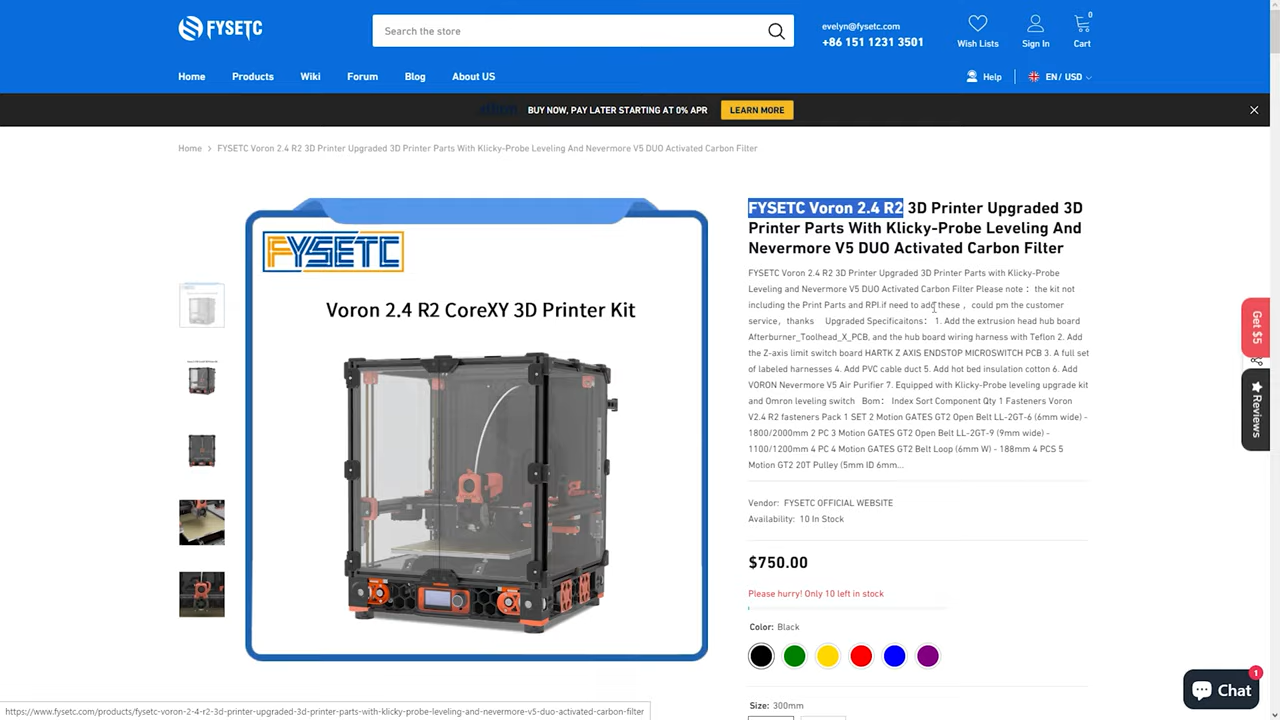 FYSETC
Search the store
evelyn@fysetc.com
+86 151 1231 3501
Wish Lists
Sign In
0
Cart
Home
Products
Wiki
Forum
Blog
About US
Help
EN/ USD
BUY NOW, PAY LATER STARTING AT 0% APR
LEARN MORE
Home > FYSETC Voron 2.4 R2 3D Printer Upgraded 3D Printer Parts With Klicky-Probe Leveling And Nevermore V5 DUO Activated Carbon Filter
FYSETC
Voron 2.4 R2 CoreXY 3D Printer Kit
FYSETC Voron 2.4 R2 3D Printer Upgraded 3D
Printer Parts With Klicky-Probe Leveling And
Nevermore V5 DUO Activated Carbon Filter
FYSETC Voron 2.4 R2 3D Printer Upgraded 3D Printer Parts with Klicky-Probe
Leveling and Nevermore V5 DUO Activated Carbon Filter Please note：the kit not
including the Print Parts and RPI.if need to add these，could pm the customer
service，thanks Upgraded Specificaitons： 1. Add the extrusion head hub board
Afterburner_Toolhead_X_PCB, and the hub board wiring harness with Teflon 2. Add
the Z-axis limit switch board HARTK Z AXIS ENDSTOP MICROSWITCH PCB 3. A full set
of labeled harnesses 4. Add PVC cable duct 5. Add hot bed insulation cotton 6. Add
VORON Nevermore V5 Air Purifier 7. Equipped with Klicky-Probe leveling upgrade kit
and Omron leveling switch Bom： Index Sort Component Qty 1 Fasteners Voron
V2.4 R2 fasteners Pack 1 SET 2 Motion GATES GT2 Open Belt LL-2GT-6 (6mm wide) -
1800/2000mm 2 PC 3 Motion GATES GT2 Open Belt LL-2GT-9 (9mm wide) -
1100/1200mm 4 PC 4 Motion GATES GT2 Belt Loop (6mm W) - 188mm 4 PCS 5
Motion GT2 20T Pulley (5mm ID 6mm...
Vendor: FYSETC OFFICIAL WEBSITE
Availability: 10 In Stock
$750.00
Please hurry! Only 10 left in stock
Color: Black
Size: 300mm
Get $5
★ Reviews
Chat
1
https://www.fysetc.com/products/fysetc-voron-2-4-r2-3d-printer-upgraded-3d-printer-parts-with-klicky-probe-leveling-and-nevermore-v5-duo-activated-carbon-filter